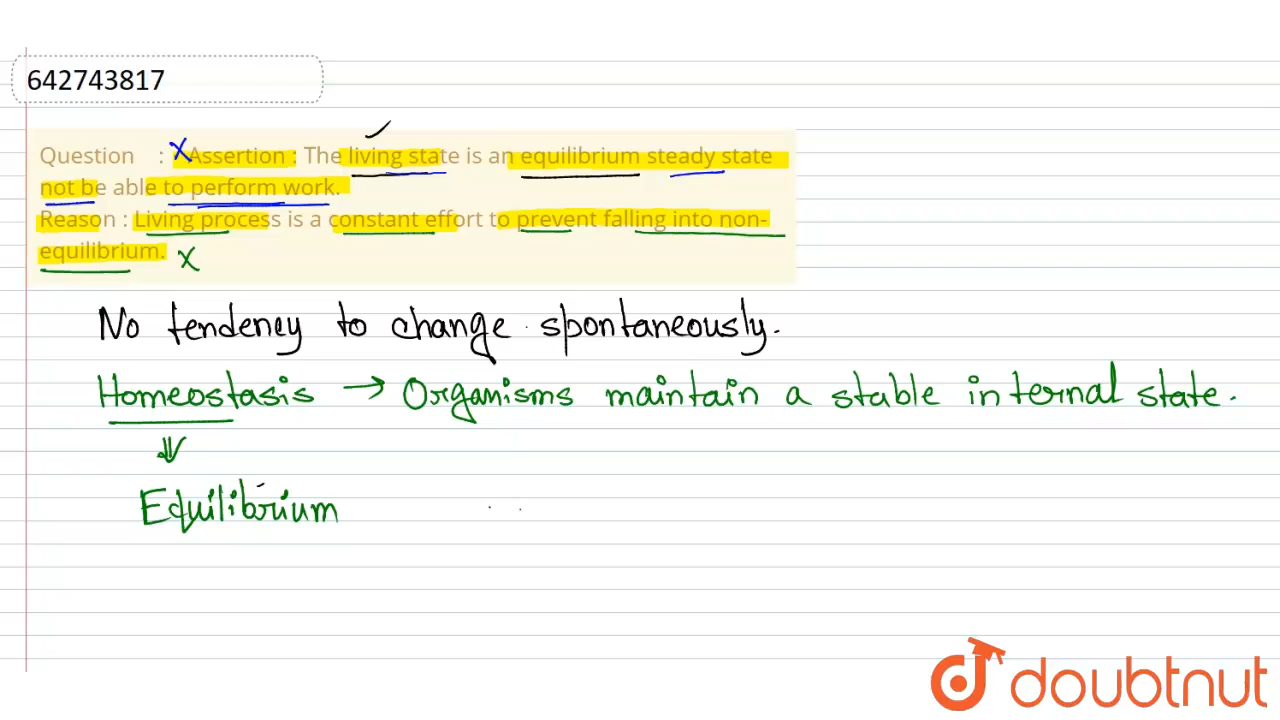 642743817
Question : X Assertion : The living state is an equilibrium steady state
not be able to perform work.
Reason : Living process is a constant effort to prevent falling into non-
equilibrium. X
No tendency to change spontaneously.
Homeostasis → Organisms maintain a stable internal state.
Equilibrium
doubtnut